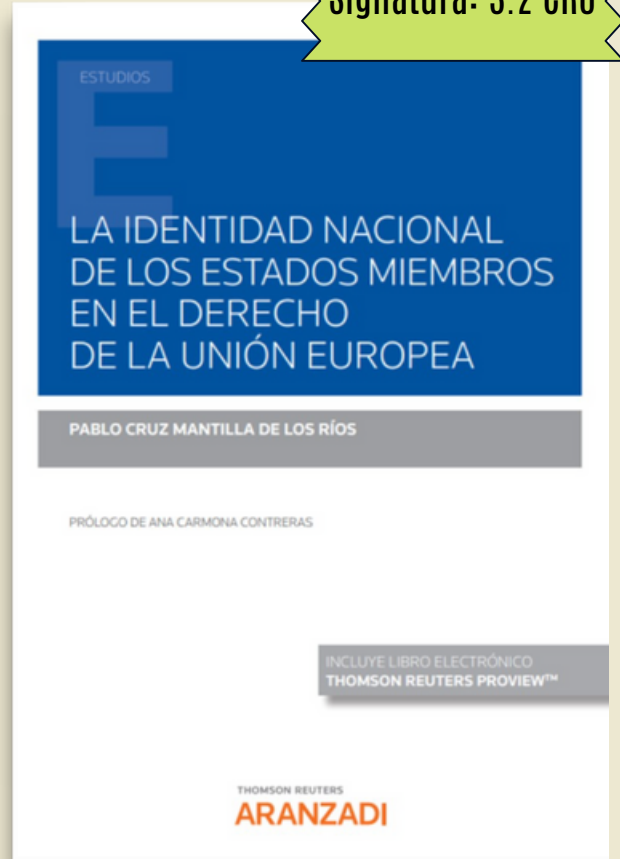 Signatura:
ESTUDIOS
E
LA IDENTIDAD NACIONAL
DE LOS ESTADOS MIEMBROS
EN EL DERECHO
DE LA UNIÓN EUROPEA
PABLO CRUZ MANTILLA DE LOS RÍOS
PRÓLOGO DE ANA CARMONA CONTRERAS
INCLUYE LIBRO ELECTRÓNICO
THOMSON REUTERS PROVIEW™
THOMSON REUTERS
ARANZADI